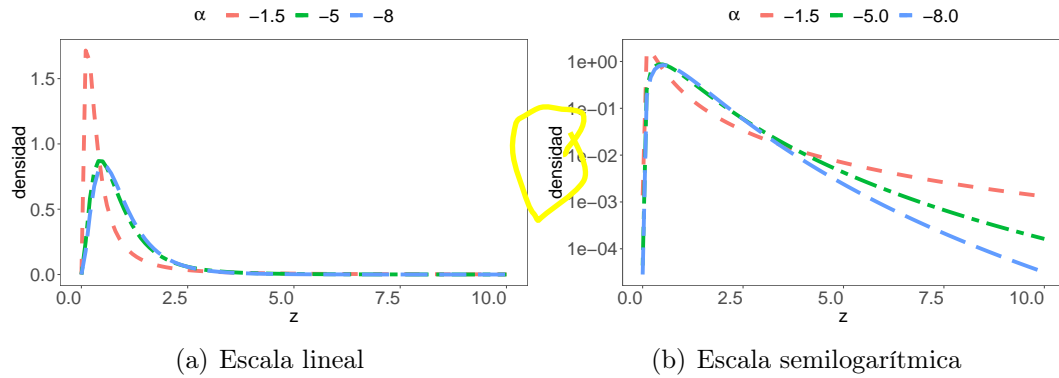 α −1.5 −5 −8
1.5
1.0
0.5
0.0
densidad
0.0 2.5 5.0 7.5 10.0
z
(a) Escala lineal
α −1.5 −5.0 −8.0
1e+00
1e−01
1e−02
1e−03
1e−04
densidad
0.0 2.5 5.0 7.5 10.0
z
(b) Escala semilogarítmica